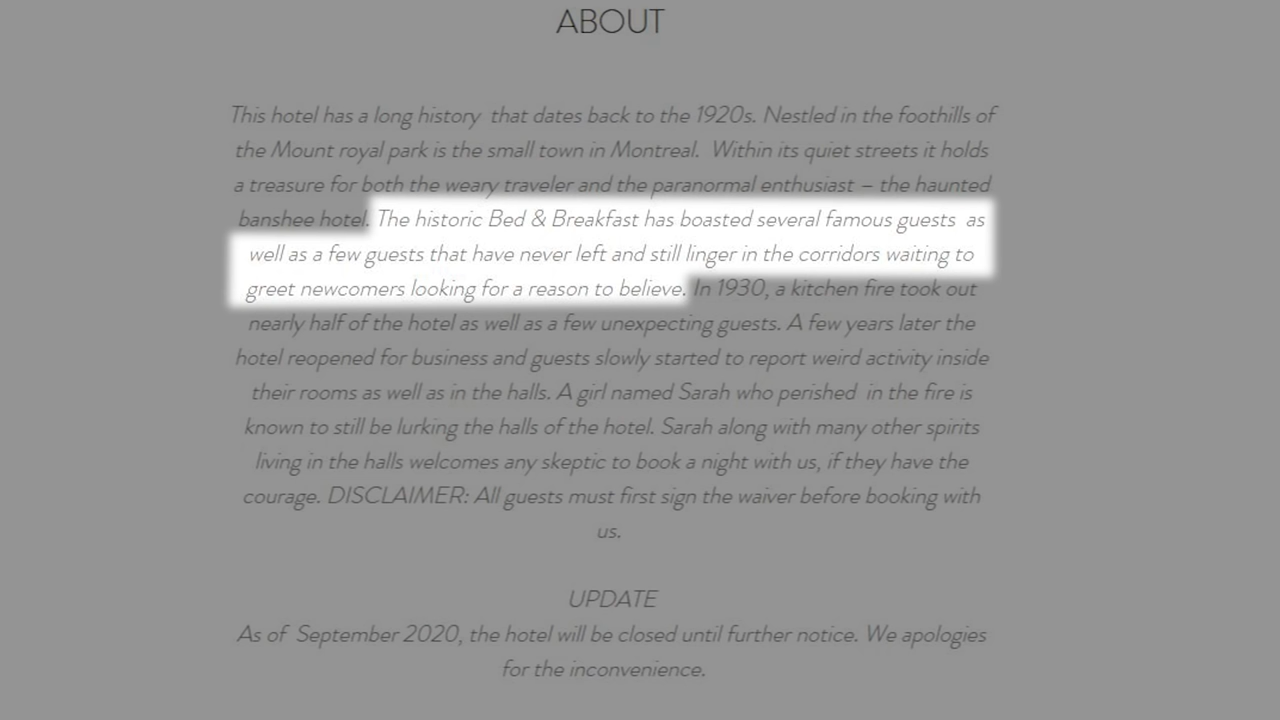 ABOUT
This hotel has a long history that dates back to the 1920s. Nestled in the foothills of
the Mount royal park is the small town in Montreal. Within its quiet streets it holds
a treasure for both the weary traveler and the paranormal enthusiast – the haunted
banshee hotel. The historic Bed & Breakfast has boasted several famous guests as
well as a few guests that have never left and still linger in the corridors waiting to
greet newcomers looking for a reason to believe. In 1930, a kitchen fire took out
nearly half of the hotel as well as a few unexpecting guests. A few years later the
hotel reopened for business and guests slowly started to report weird activity inside
their rooms as well as in the halls. A girl named Sarah who perished in the fire is
known to still be lurking the halls of the hotel. Sarah along with many other spirits
living in the halls welcomes any skeptic to book a night with us, if they have the
courage. DISCLAIMER: All guests must first sign the waiver before booking with
us.
UPDATE
As of September 2020, the hotel will be closed until further notice. We apologies
for the inconvenience.